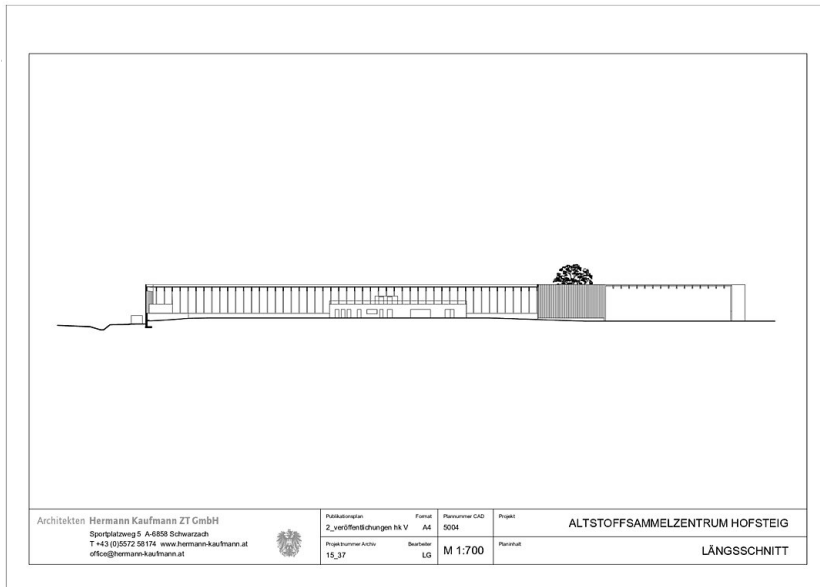 Architekten Hermann Kaufmann ZT GmbH
Sportplatzweg 5 A-6858 Schwarzach
T +43 (0)5572 58174 www.hermann-kaufmann.at
office@hermann-kaufmann.at
Publikationsplan Format
2_veröffentlichungen hk V A4
Projektnummer Archiv Bearbeiter
15_37 LG
Plannummer CAD
5004
M 1:700
Projekt
ALTSTOFFSAMMELZENTRUM HOFSTEIG
Planinhalt
LÄNGSSCHNITT